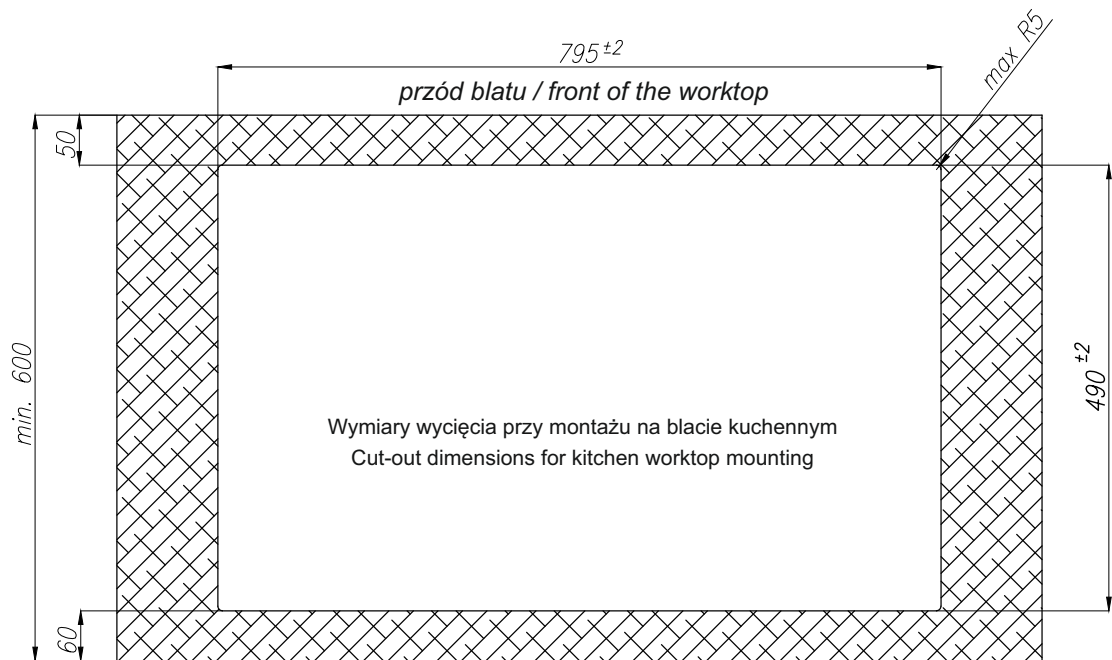 795 ±2
max R5
przód blatu / front of the worktop
50
min. 600
490 ±2
Wymiary wycięcia przy montażu na blacie kuchennym
Cut-out dimensions for kitchen worktop mounting
60